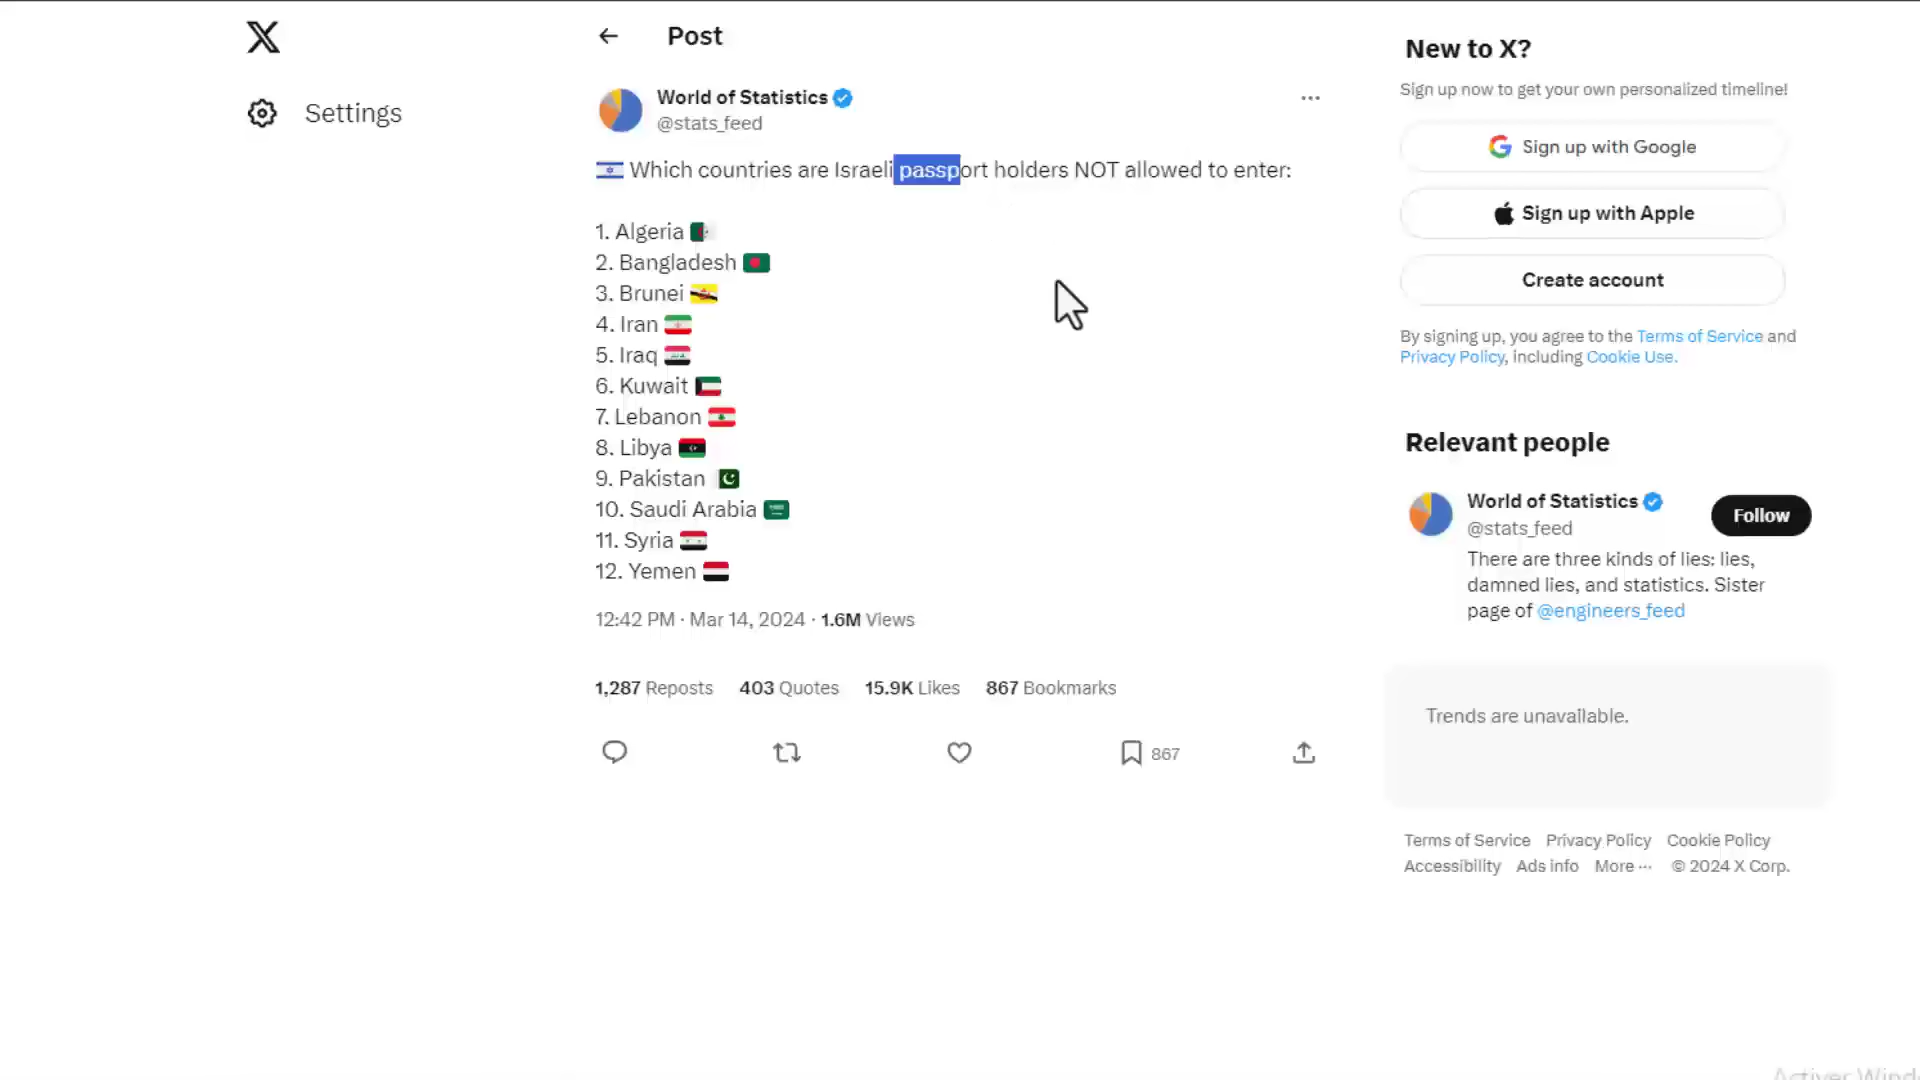 Post
Settings
World of Statistics
@stats_feed
Which countries are Israeli passport holders NOT allowed to enter:
1. Algeria
2. Bangladesh
3. Brunei
4. Iran
5. Iraq
6. Kuwait
7. Lebanon
8. Libya
9. Pakistan
10. Saudi Arabia
11. Syria
12. Yemen
12:42 PM · Mar 14, 2024 · 1.6M Views
1,287 Reposts 403 Quotes 15.9K Likes 867 Bookmarks
867
New to X?
Sign up now to get your own personalized timeline!
Sign up with Google
Sign up with Apple
Create account
By signing up, you agree to the Terms of Service and
Privacy Policy, including Cookie Use.
Relevant people
World of Statistics
@stats_feed
Follow
There are three kinds of lies: lies,
damned lies, and statistics. Sister
page of @engineers_feed
Trends are unavailable.
Terms of Service Privacy Policy Cookie Policy
Accessibility Ads info More ··· © 2024 X Corp.